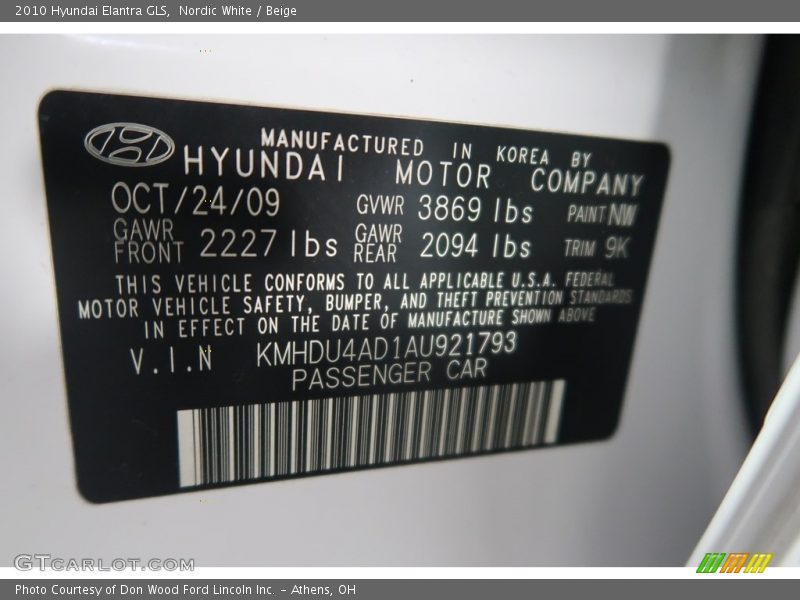 2010 Hyundai Elantra GLS,  Nordic White / Beige
MANUFACTURED IN KOREA BY
HYUNDAI MOTOR COMPANY
OCT/24/09 GVWR 3869 lbs PAINT NW
GAWR FRONT 2227 lbs GAWR REAR 2094 lbs TRIM 9K
THIS VEHICLE CONFORMS TO ALL APPLICABLE U.S.A. FEDERAL
MOTOR VEHICLE SAFETY, BUMPER, AND THEFT PREVENTION STANDARDS
IN EFFECT ON THE DATE OF MANUFACTURE SHOWN ABOVE
V.I.N KMHDU4AD1AU921793
PASSENGER CAR
GTCARLOT.COM
Photo Courtesy of Don Wood Ford Lincoln Inc. - Athens, OH